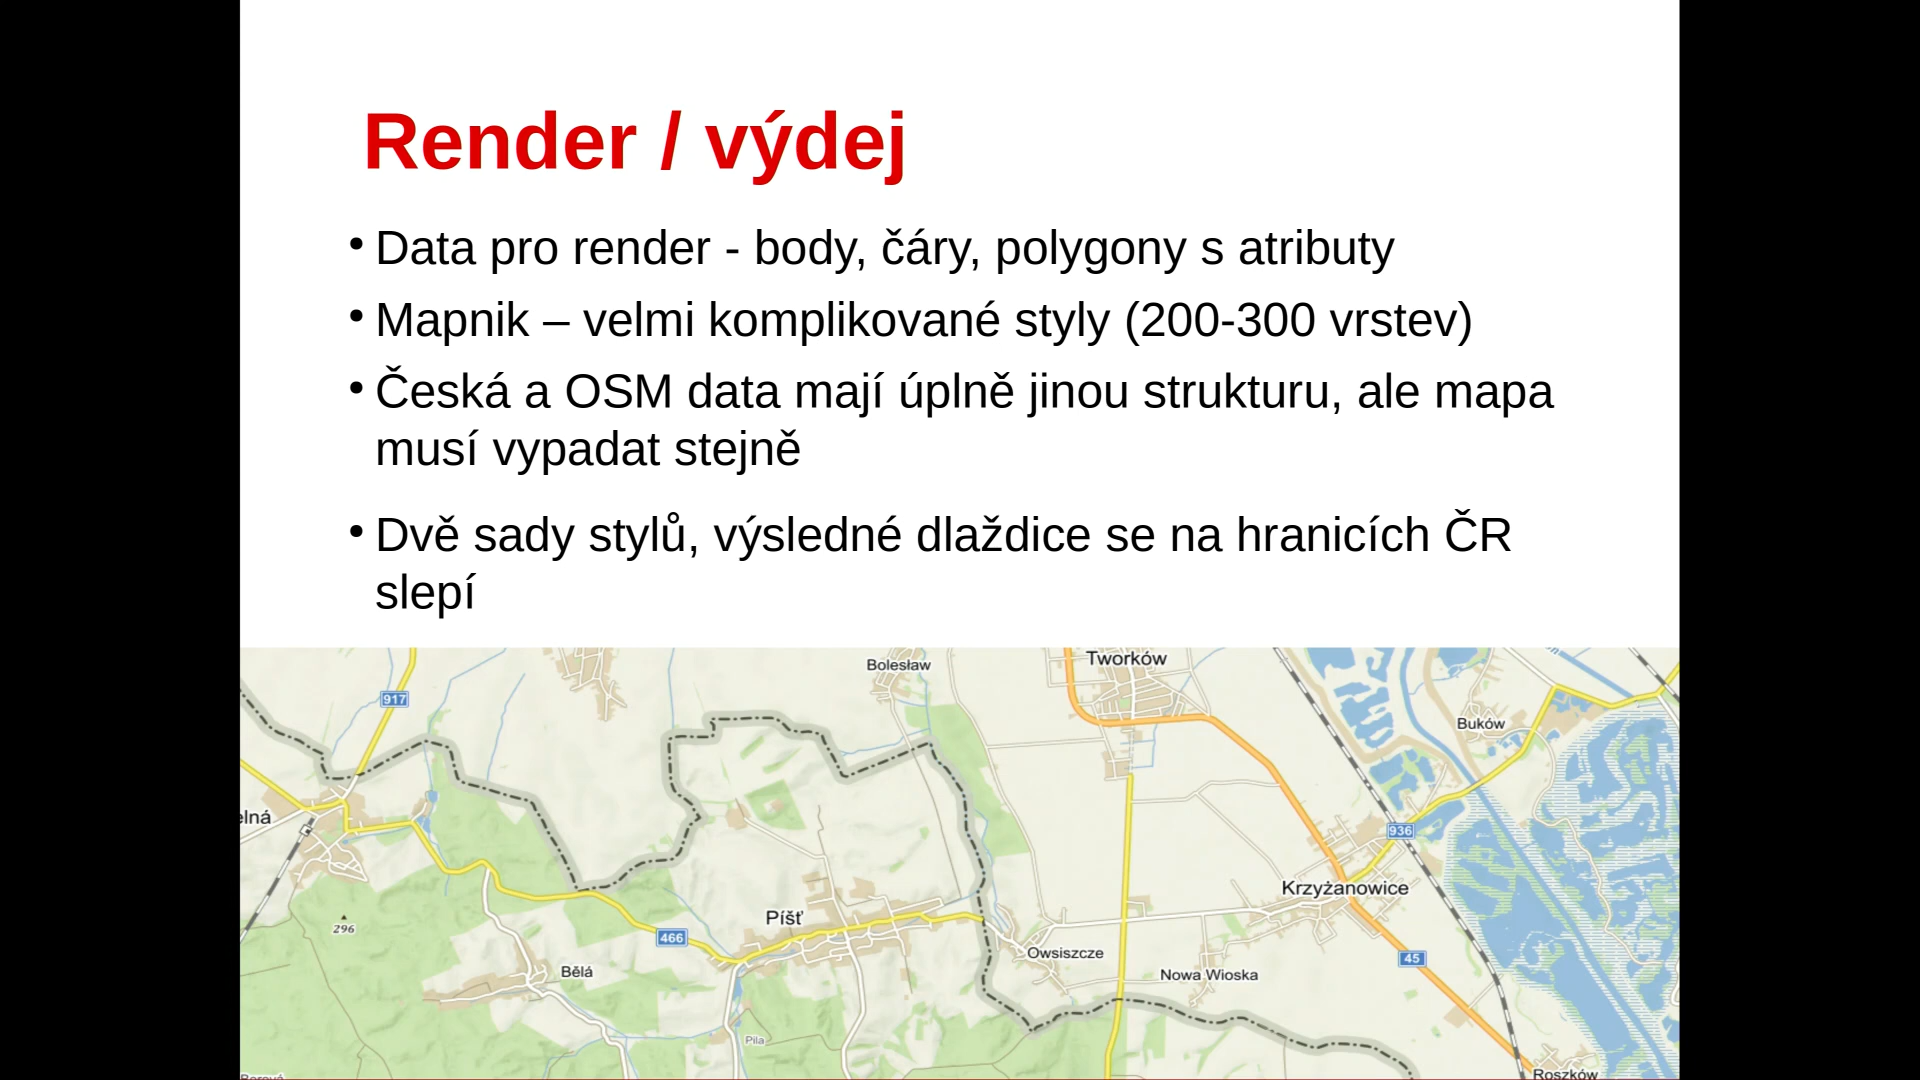 Render / výdej
• Data pro render - body, čáry, polygony s atributy
• Mapnik – velmi komplikované styly (200-300 vrstev)
• Česká a OSM data mají úplně jinou strukturu, ale mapa
musí vypadat stejně
• Dvě sady stylů, výsledné dlaždice se na hranicích ČR
slepí
Bolesław
Tworków
917
Buków
elná
936
Krzyżanowice
296
Píšť
466
Owsiszcze
45
Bělá
Nowa Wioska
Pila
Roszków